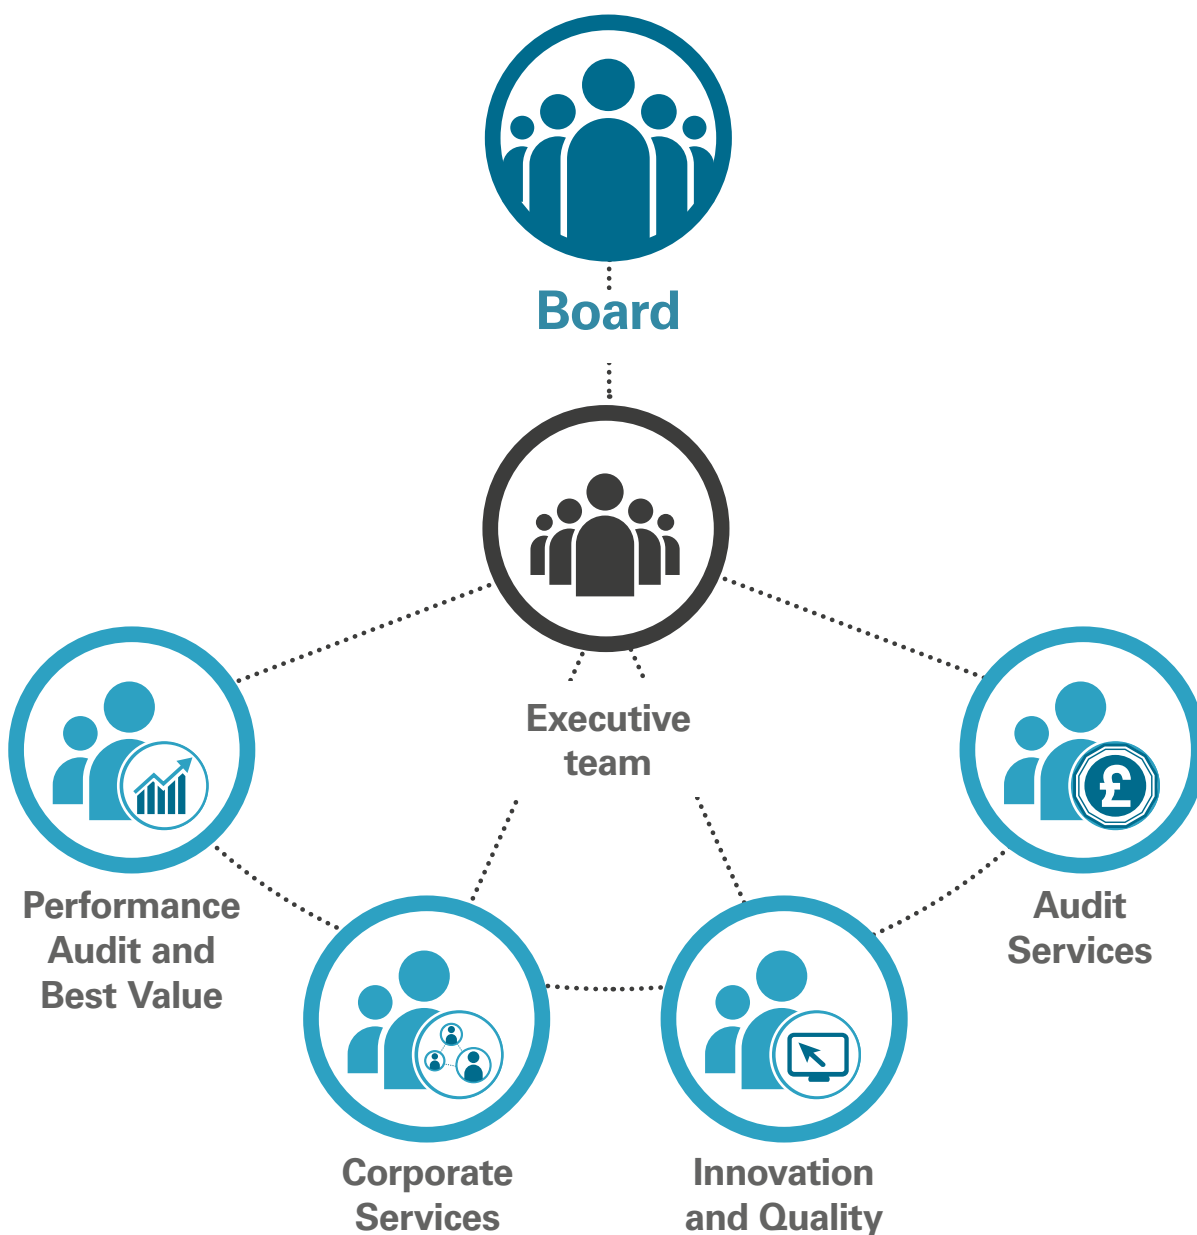 Board
Executive
team
£
Performance
Audit and
Best Value
Audit
Services
Corporate
Services
Innovation
and Quality